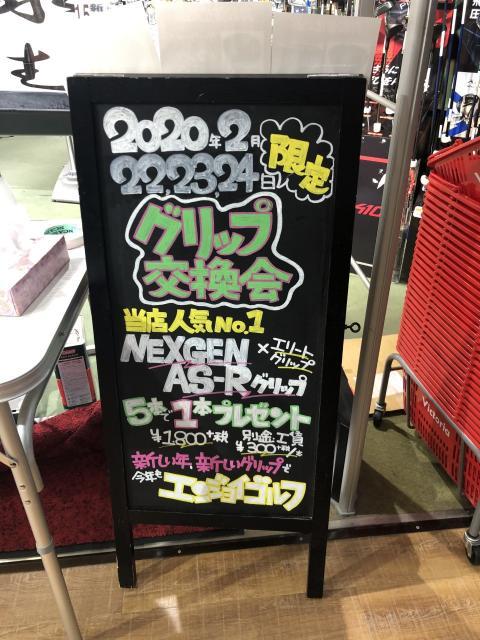 2020年2月
22,23,24日
限定
グリップ
交換会
当店人気No.1
NEXGEN
AS-Rグリップ
×エリート
グリップ
5本で1本プレゼント
¥1,800+税
別途工賃
¥300+税/本
新しい年、新しいグリップで
今年も
エンジョイゴルフ
Victoria